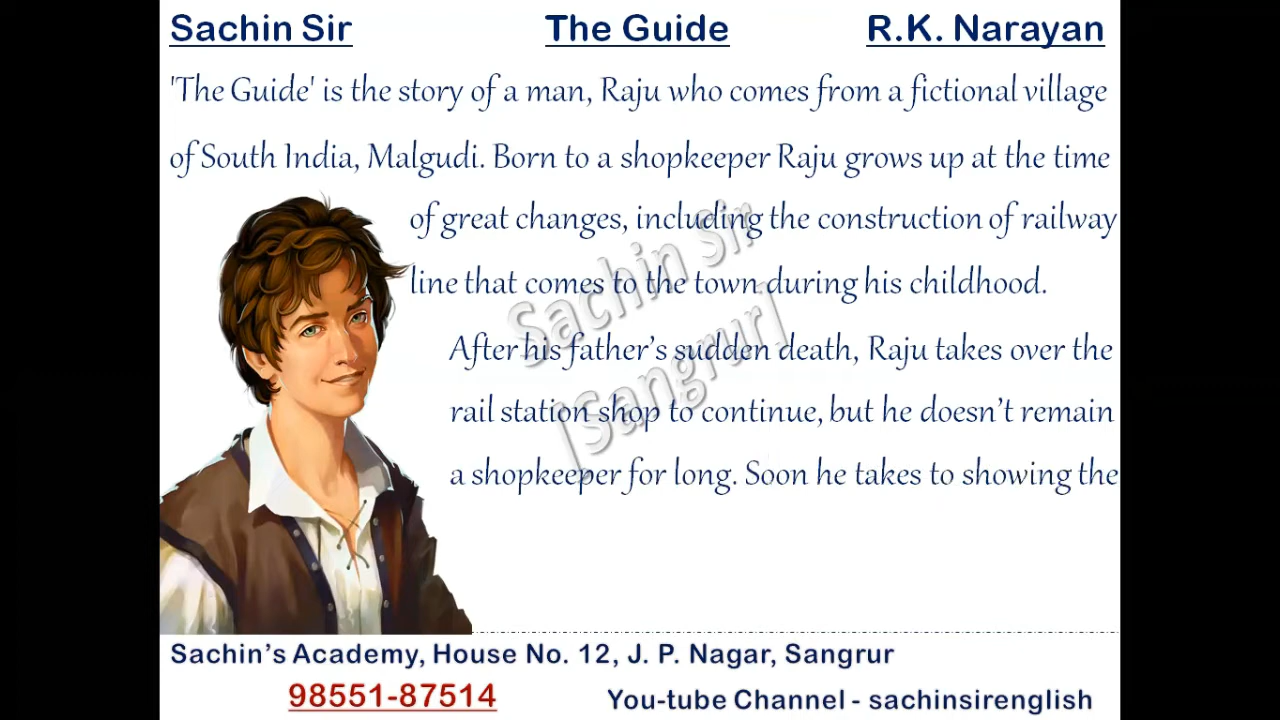 Sachin Sir The Guide R.K. Narayan
'The Guide' is the story of a man, Raju who comes from a fictional village
of South India, Malgudi. Born to a shopkeeper Raju grows up at the time
of great changes, including the construction of railway
line that comes to the town during his childhood.
After his father's sudden death, Raju takes over the
rail station shop to continue, but he doesn't remain
a shopkeeper for long. Soon he takes to showing the
Sachin Sir
[Sangrur]
Sachin's Academy, House No. 12, J. P. Nagar, Sangrur
98551-87514 You-tube Channel - sachinsirenglish